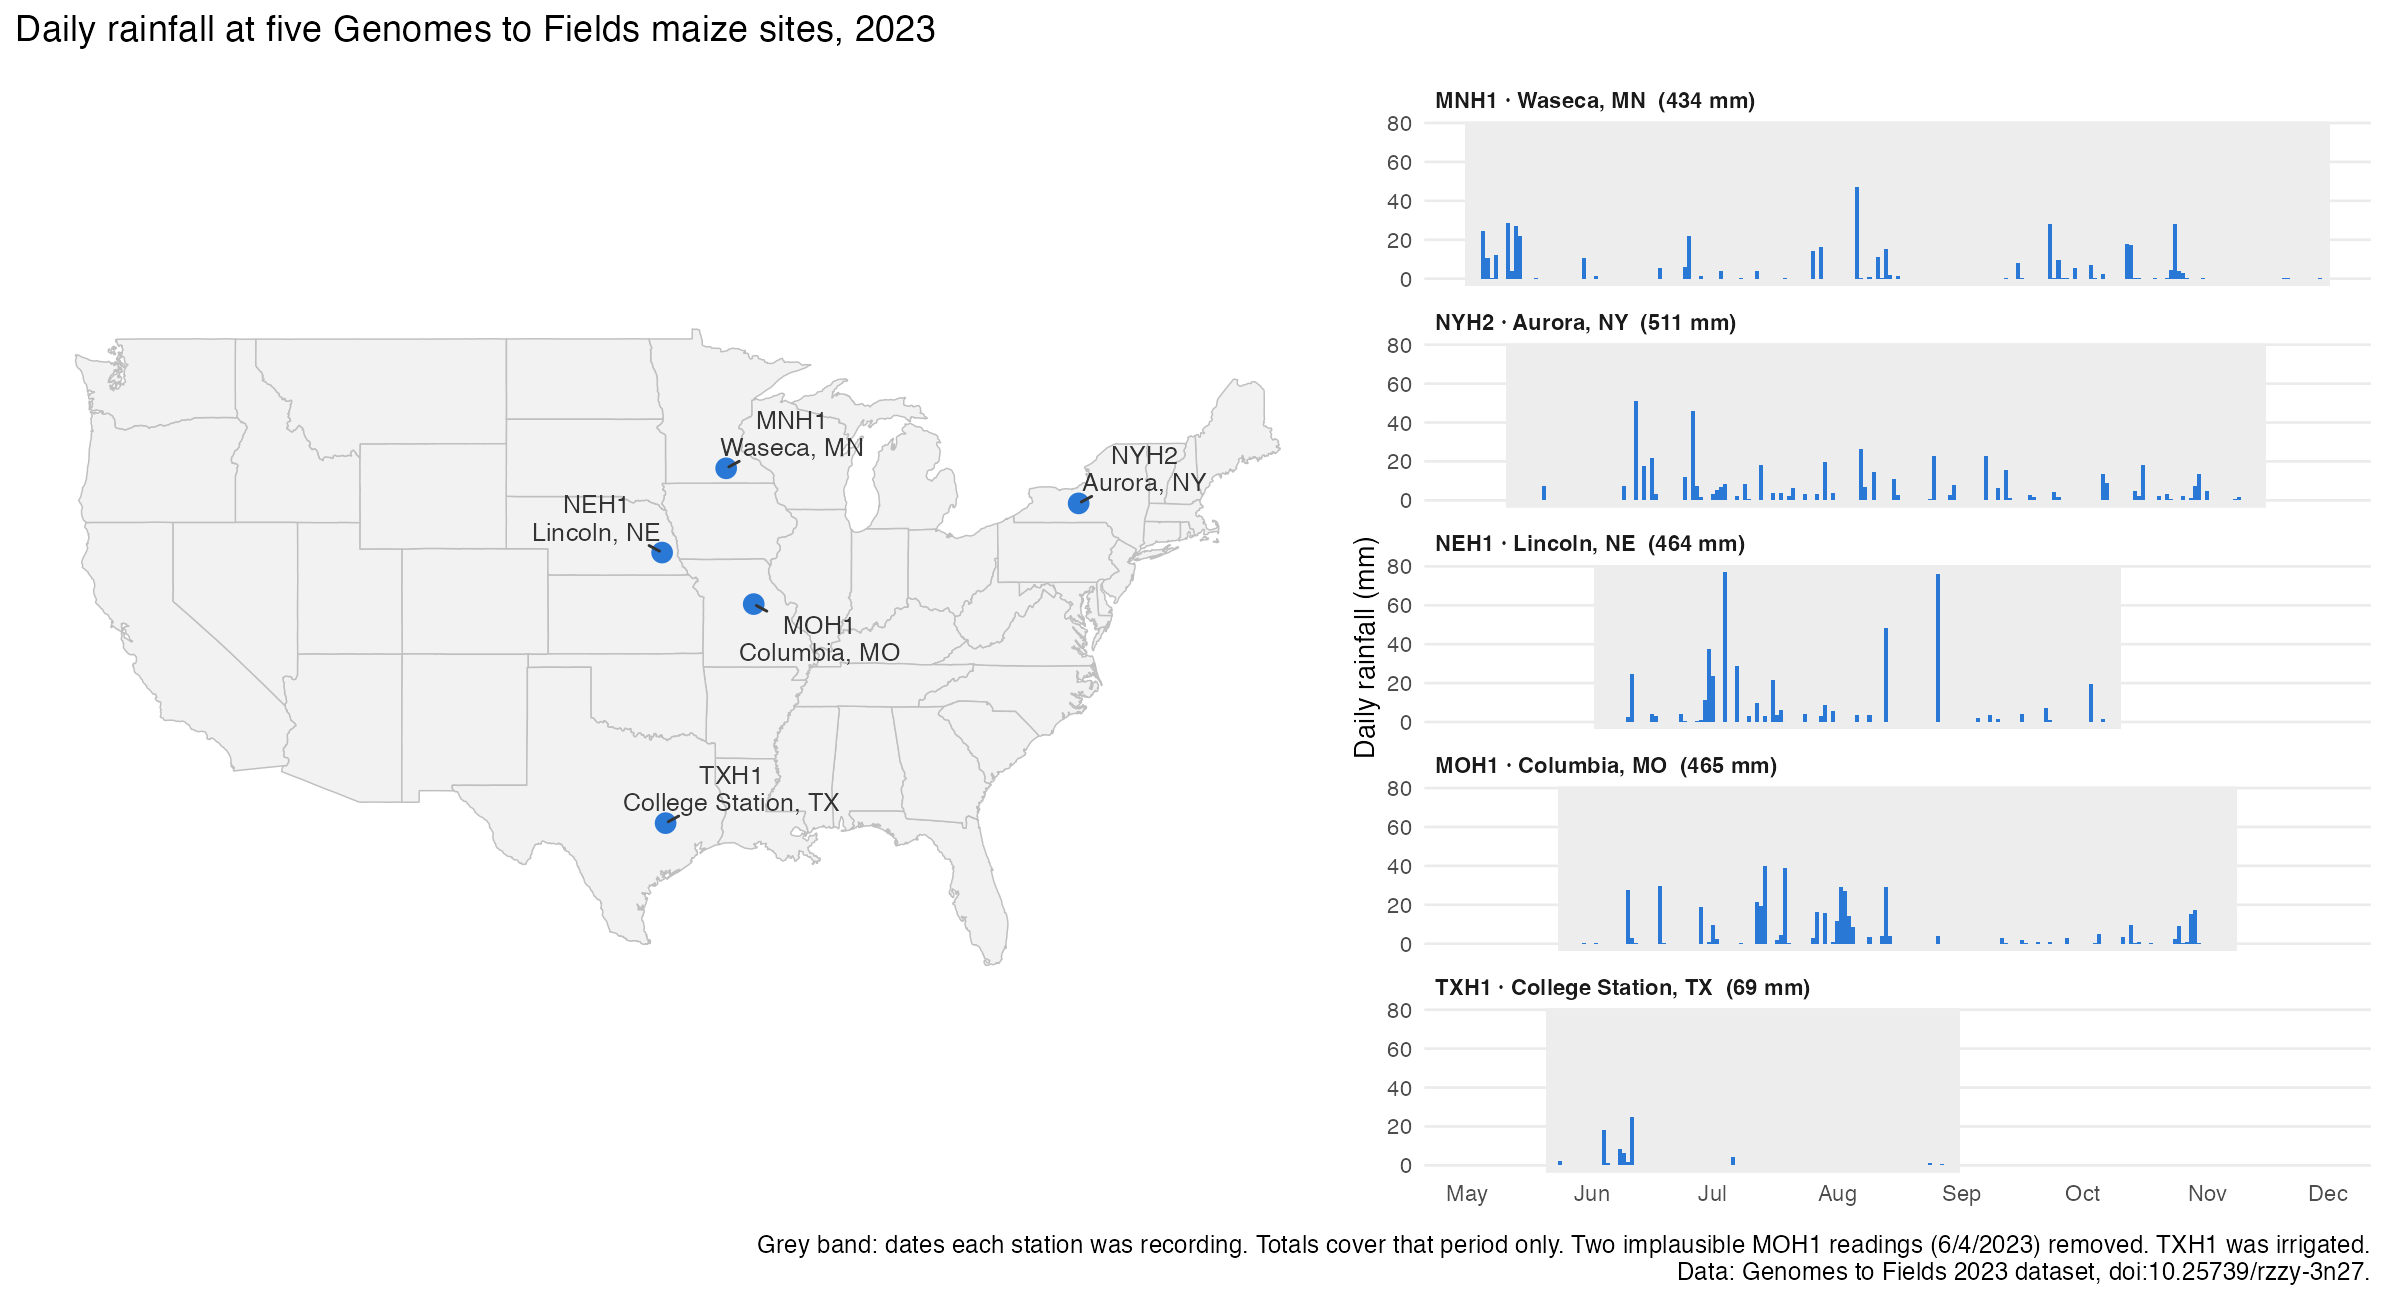 Daily rainfall at five Genomes to Fields maize sites, 2023
MNH1
Waseca, MN
NYH2
Aurora, NY
NEH1
Lincoln, NE
MOH1
Columbia, MO
TXH1
College Station, TX
Daily rainfall (mm)
MNH1 · Waseca, MN (434 mm)
80
60
40
20
0
NYH2 · Aurora, NY (511 mm)
80
60
40
20
0
NEH1 · Lincoln, NE (464 mm)
80
60
40
20
0
MOH1 · Columbia, MO (465 mm)
80
60
40
20
0
TXH1 · College Station, TX (69 mm)
80
60
40
20
0
May Jun Jul Aug Sep Oct Nov Dec
Grey band: dates each station was recording. Totals cover that period only. Two implausible MOH1 readings (6/4/2023) removed. TXH1 was irrigated.
Data: Genomes to Fields 2023 dataset, doi:10.25739/rzzy-3n27.